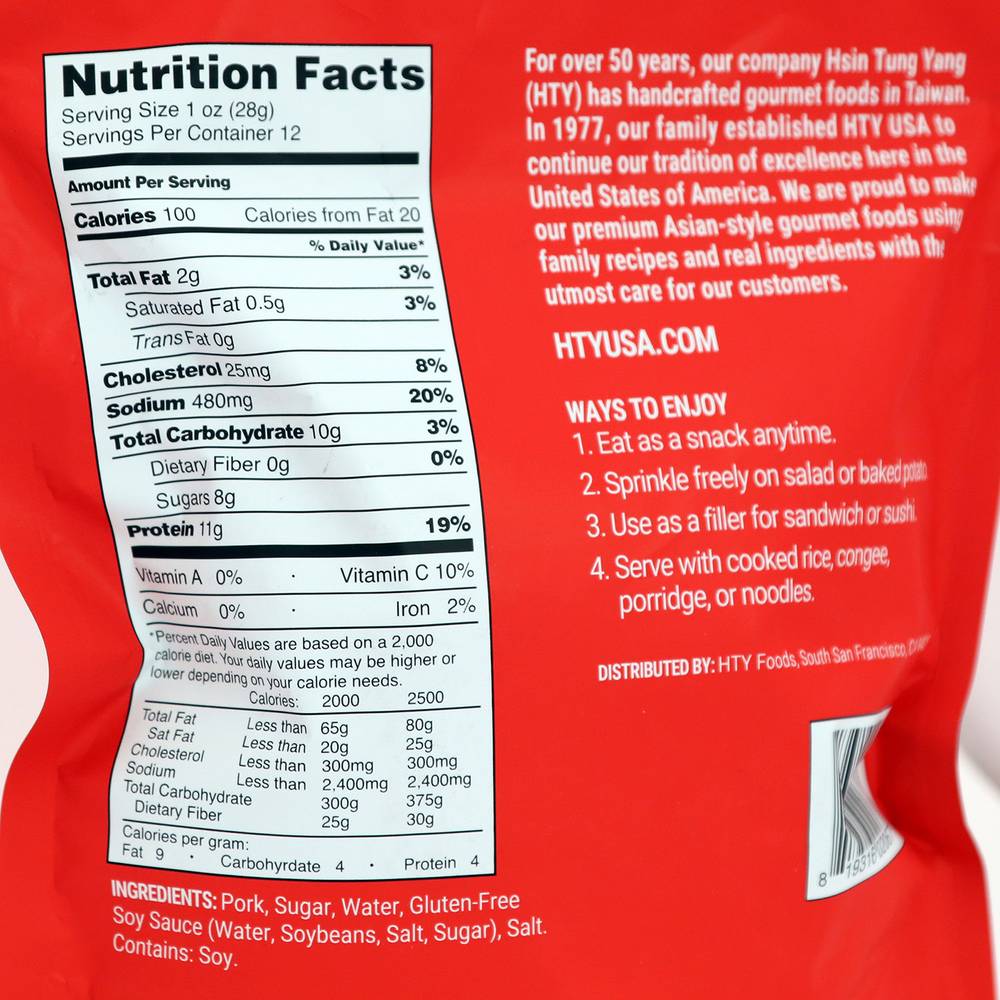 Nutrition Facts
Serving Size 1 oz (28g)
Servings Per Container 12
Amount Per Serving
Calories 100 Calories from Fat 20
% Daily Value*
Total Fat 2g 3%
Saturated Fat 0.5g 3%
Trans Fat 0g
Cholesterol 25mg 8%
Sodium 480mg 20%
Total Carbohydrate 10g 3%
Dietary Fiber 0g 0%
Sugars 8g
Protein 11g 19%
Vitamin A 0% · Vitamin C 10%
Calcium 0% · Iron 2%
*Percent Daily Values are based on a 2,000
calorie diet. Your daily values may be higher or
lower depending on your calorie needs.
Calories: 2000 2500
Total Fat Less than 65g 80g
Sat Fat Less than 20g 25g
Cholesterol Less than 300mg 300mg
Sodium Less than 2,400mg 2,400mg
Total Carbohydrate 300g 375g
Dietary Fiber 25g 30g
Calories per gram:
Fat 9 · Carbohyrdate 4 · Protein 4
INGREDIENTS: Pork, Sugar, Water, Gluten-Free
Soy Sauce (Water, Soybeans, Salt, Sugar), Salt.
Contains: Soy.
For over 50 years, our company Hsin Tung Yang
(HTY) has handcrafted gourmet foods in Taiwan.
In 1977, our family established HTY USA to
continue our tradition of excellence here in the
United States of America. We are proud to make
our premium Asian-style gourmet foods using
family recipes and real ingredients with the
utmost care for our customers.
HTYUSA.COM
WAYS TO ENJOY
1. Eat as a snack anytime.
2. Sprinkle freely on salad or baked
3. Use as a filler for sandwich or sushi.
4. Serve with cooked rice, congee,
porridge, or noodles.
DISTRIBUTED BY: HTY Foods, South San Francisco,
8